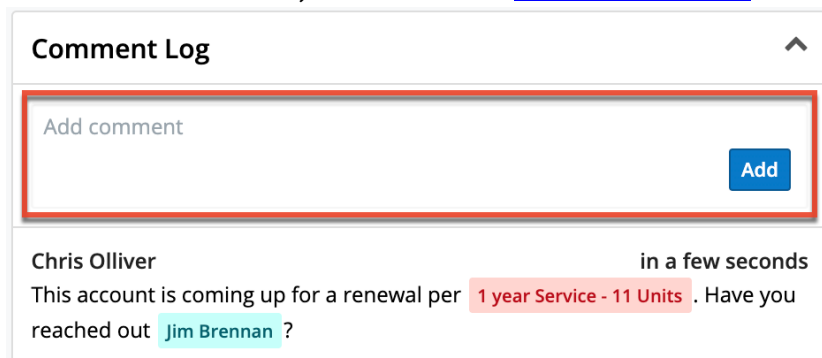 Comment Log
Add comment
Add
Chris Olliver in a few seconds
This account is coming up for a renewal per 1 year Service - 11 Units . Have you
reached out Jim Brennan ?